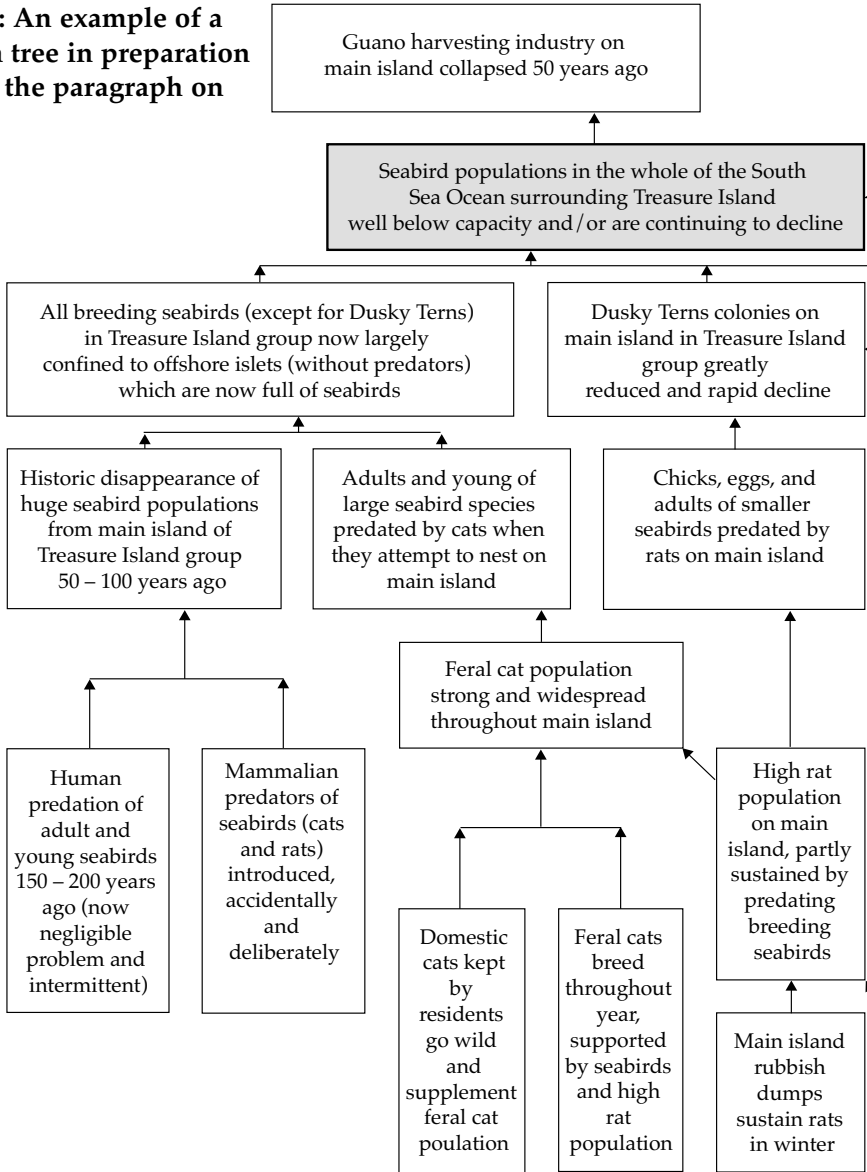 : An example of a
tree in preparation
the paragraph on
Guano harvesting industry on
main island collapsed 50 years ago
Seabird populations in the whole of the South
Sea Ocean surrounding Treasure Island
well below capacity and/or are continuing to decline
All breeding seabirds (except for Dusky Terns)
in Treasure Island group now largely
confined to offshore islets (without predators)
which are now full of seabirds
Dusky Terns colonies on
main island in Treasure Island
group greatly
reduced and rapid decline
Historic disappearance of
huge seabird populations
from main island of
Treasure Island group
50 – 100 years ago
Adults and young of
large seabird species
predated by cats when
they attempt to nest on
main island
Chicks, eggs, and
adults of smaller
seabirds predated by
rats on main island
Feral cat population
strong and widespread
throughout main island
Human
predation of
adult and
young seabirds
150 – 200 years
ago (now
negligible
problem and
intermittent)
Mammalian
predators of
seabirds (cats
and rats)
introduced,
accidentally
and
deliberately
High rat
population
on main
island, partly
sustained by
predating
breeding
seabirds
Domestic
cats kept
by
residents
go wild
and
supplement
feral cat
poulation
Feral cats
breed
throughout
year,
supported
by seabirds
and high
rat
population
Main island
rubbish
dumps
sustain rats
in winter